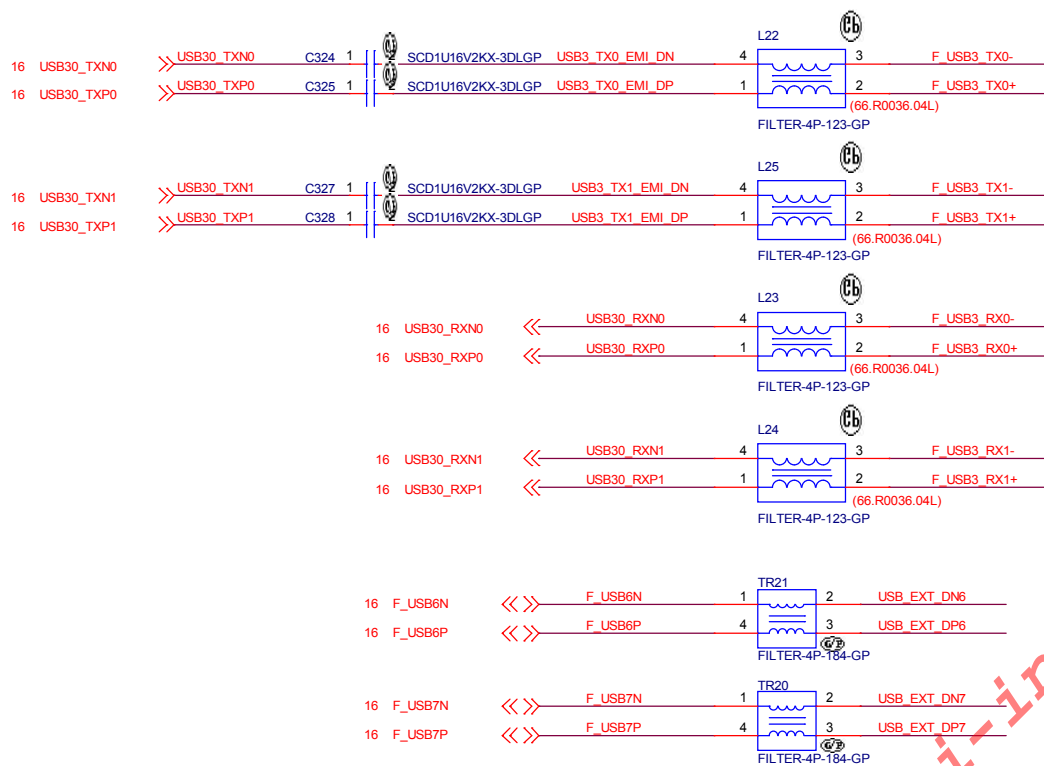 L22
16 USB30_TXN0 USB30_TXN0 C324 1 2 SCD1U16V2KX-3DLGP USB3_TX0_EMI_DN 4 3 F_USB3_TX0-
16 USB30_TXP0 USB30_TXP0 C325 1 2 SCD1U16V2KX-3DLGP USB3_TX0_EMI_DP 1 2 F_USB3_TX0+
(66.R0036.04L)
FILTER-4P-123-GP
L25
16 USB30_TXN1 USB30_TXN1 C327 1 2 SCD1U16V2KX-3DLGP USB3_TX1_EMI_DN 4 3 F_USB3_TX1-
16 USB30_TXP1 USB30_TXP1 C328 1 2 SCD1U16V2KX-3DLGP USB3_TX1_EMI_DP 1 2 F_USB3_TX1+
(66.R0036.04L)
FILTER-4P-123-GP
L23
16 USB30_RXN0 USB30_RXN0 4 3 F_USB3_RX0-
16 USB30_RXP0 USB30_RXP0 1 2 F_USB3_RX0+
(66.R0036.04L)
FILTER-4P-123-GP
L24
16 USB30_RXN1 USB30_RXN1 4 3 F_USB3_RX1-
16 USB30_RXP1 USB30_RXP1 1 2 F_USB3_RX1+
(66.R0036.04L)
FILTER-4P-123-GP
TR21
16 F_USB6N F_USB6N 1 2 USB_EXT_DN6
16 F_USB6P F_USB6P 4 3 USB_EXT_DP6
G/P
FILTER-4P-184-GP
TR20
16 F_USB7N F_USB7N 1 2 USB_EXT_DN7
16 F_USB7P F_USB7P 4 3 USB_EXT_DP7
G/P
FILTER-4P-184-GP